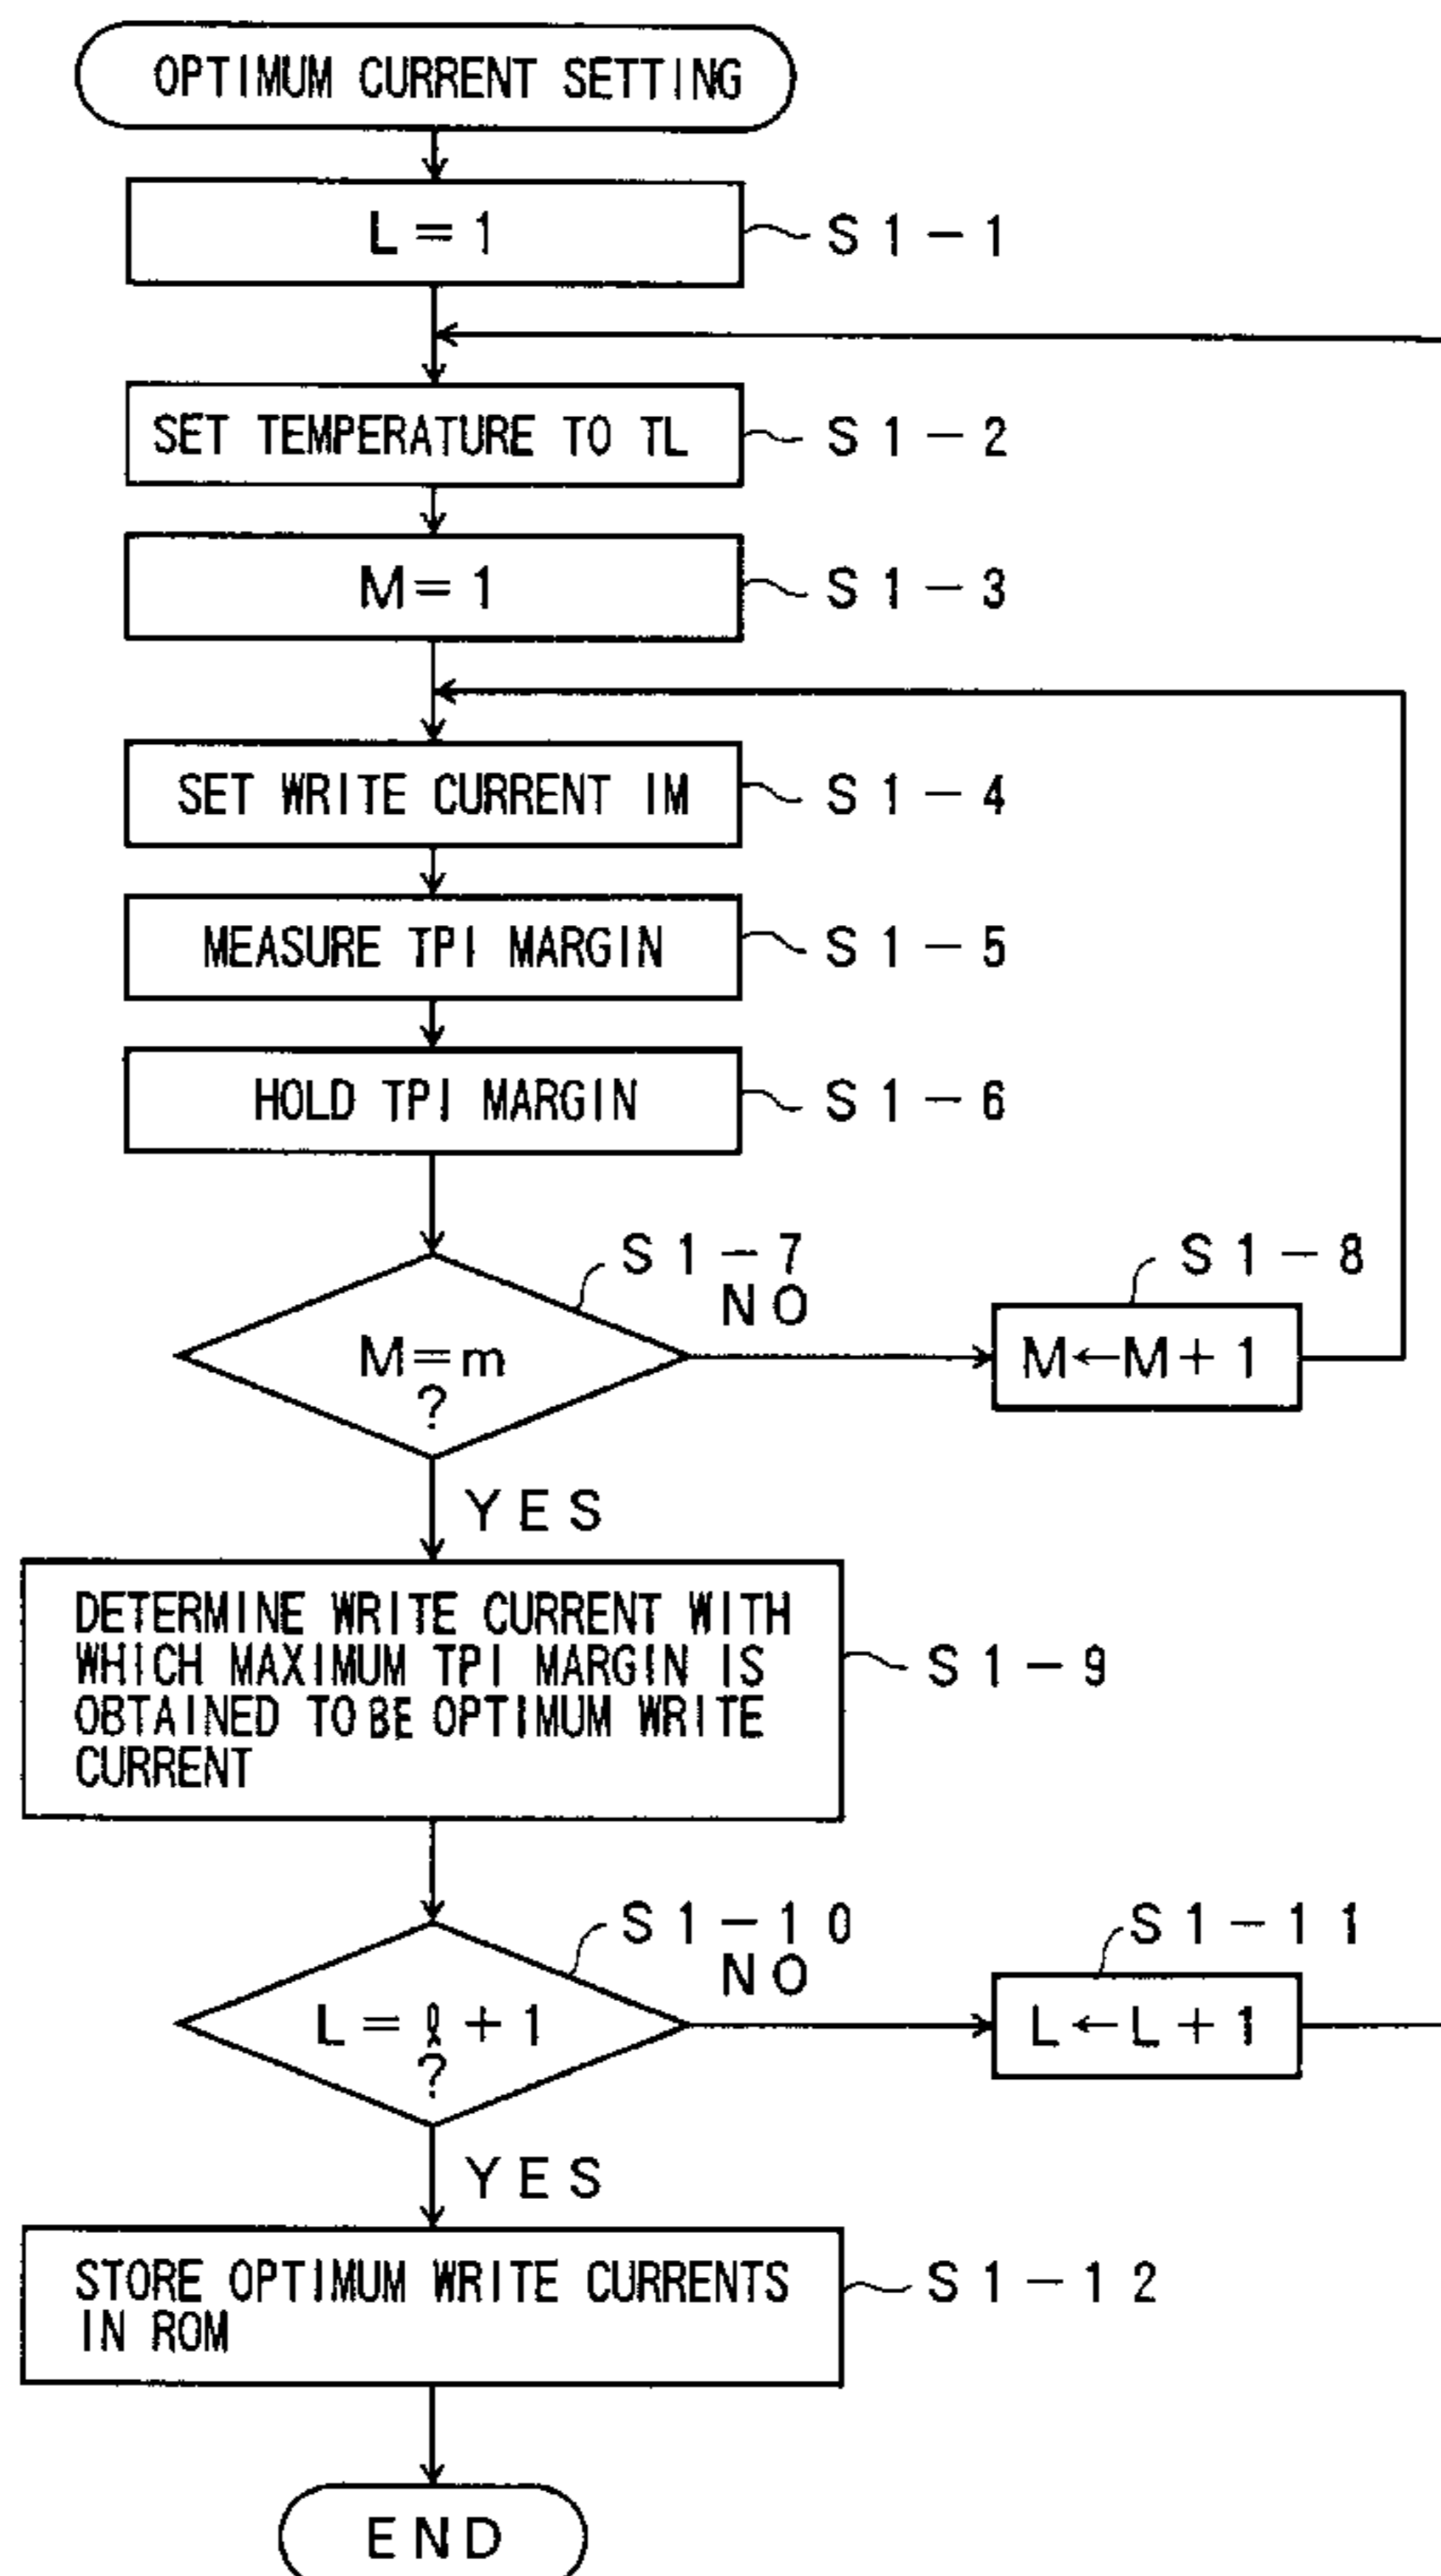 OPTIMUM CURRENT SETTING
L = 1
S 1 - 1
SET TEMPERATURE TO TL
S 1 - 2
M = 1
S 1 - 3
SET WRITE CURRENT IM
S 1 - 4
MEASURE TPI MARGIN
S 1 - 5
HOLD TPI MARGIN
S 1 - 6
S 1 - 7
NO
M = m
?
S 1 - 8
M ← M + 1
YES
DETERMINE WRITE CURRENT WITH
WHICH MAXIMUM TPI MARGIN IS
OBTAINED TO BE OPTIMUM WRITE
CURRENT
S 1 - 9
S 1 - 1 0
NO
L = ℓ + 1
?
S 1 - 1 1
L ← L + 1
YES
STORE OPTIMUM WRITE CURRENTS
IN ROM
S 1 - 1 2
END